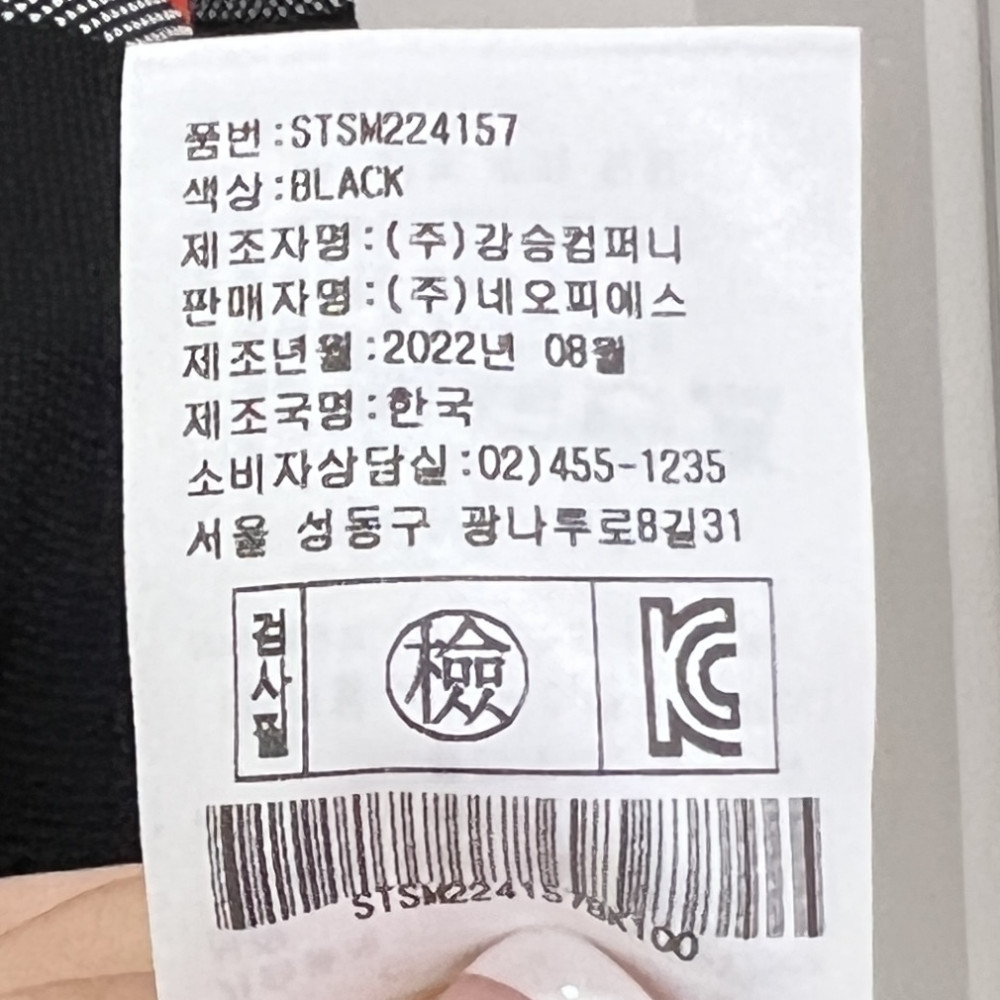 품번:STSM224157
색상:BLACK
제조자명:(주)강승컴퍼니
판매자명:(주)네오피에스
제조년월:2022년 08월
제조국명:한국
소비자상담실:02)455-1235
서울 성동구 광나루로8길31
검사필
檢
KC
STSM224157BK100